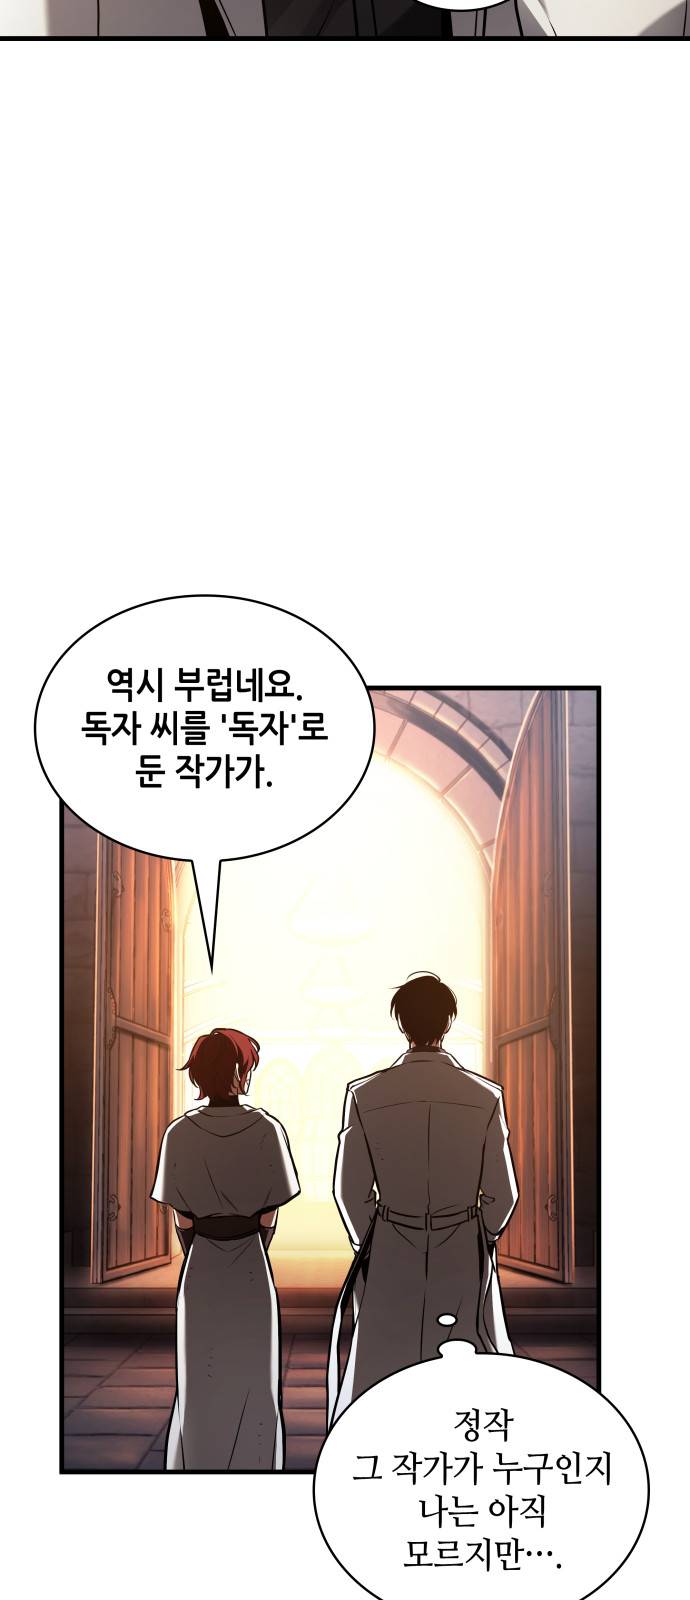 역시 부럽네요.
독자 씨를 '독자'로
둔 작가가.
정작
그 작가가 누구인지
나는 아직
모르지만….